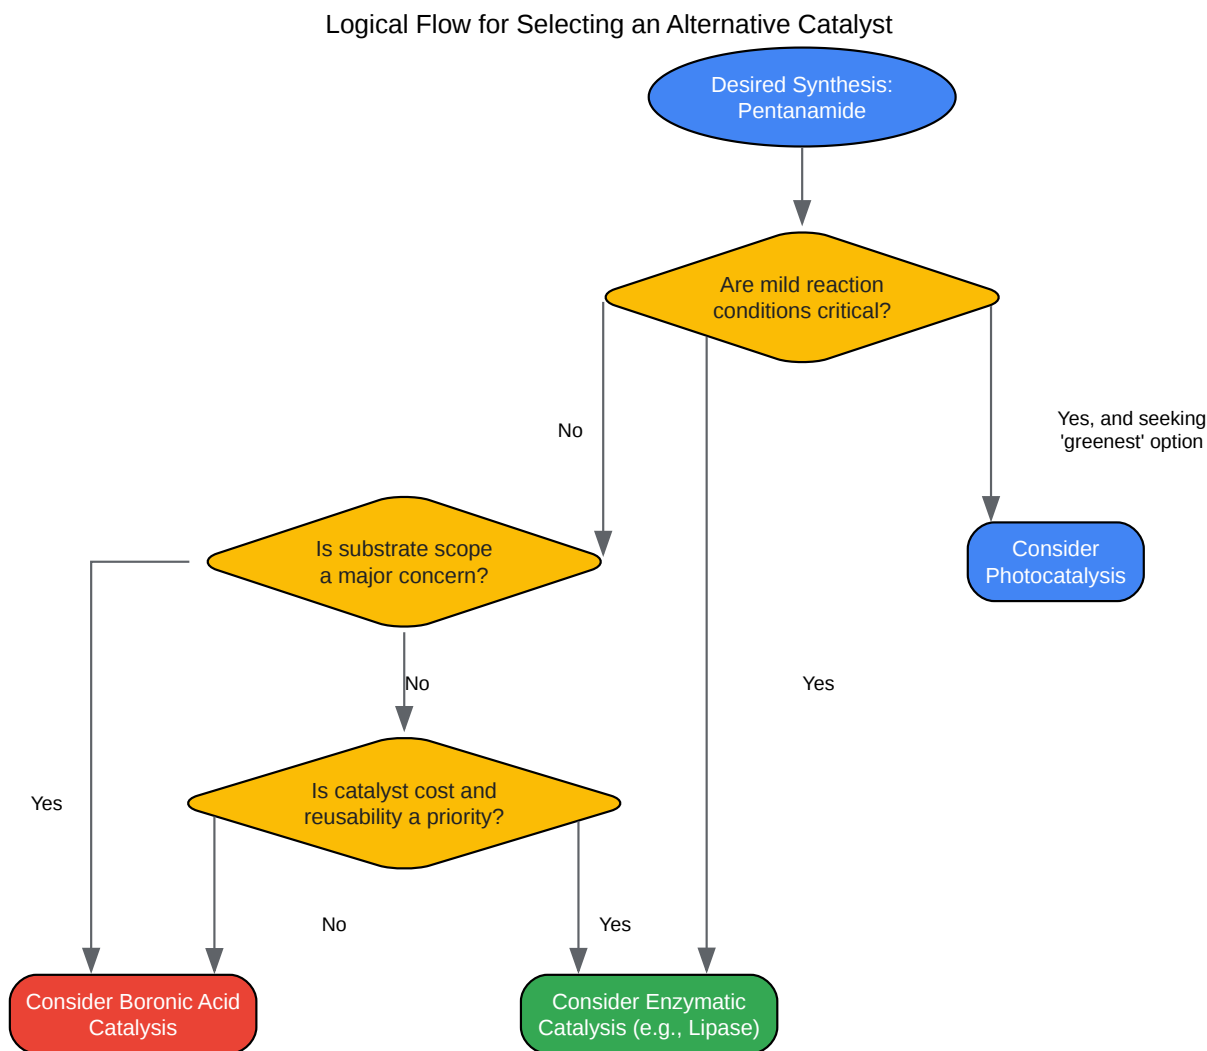 Logical Flow for Selecting an Alternative Catalyst
Desired Synthesis:
Pentanamide
Are mild reaction
conditions critical?
No
Yes, and seeking
'greenest' option
Is substrate scope
a major concern?
Consider
Photocatalysis
No
Yes
Yes
Is catalyst cost and
reusability a priority?
No
Yes
Consider Boronic Acid
Catalysis
Consider Enzymatic
Catalysis (e.g., Lipase)